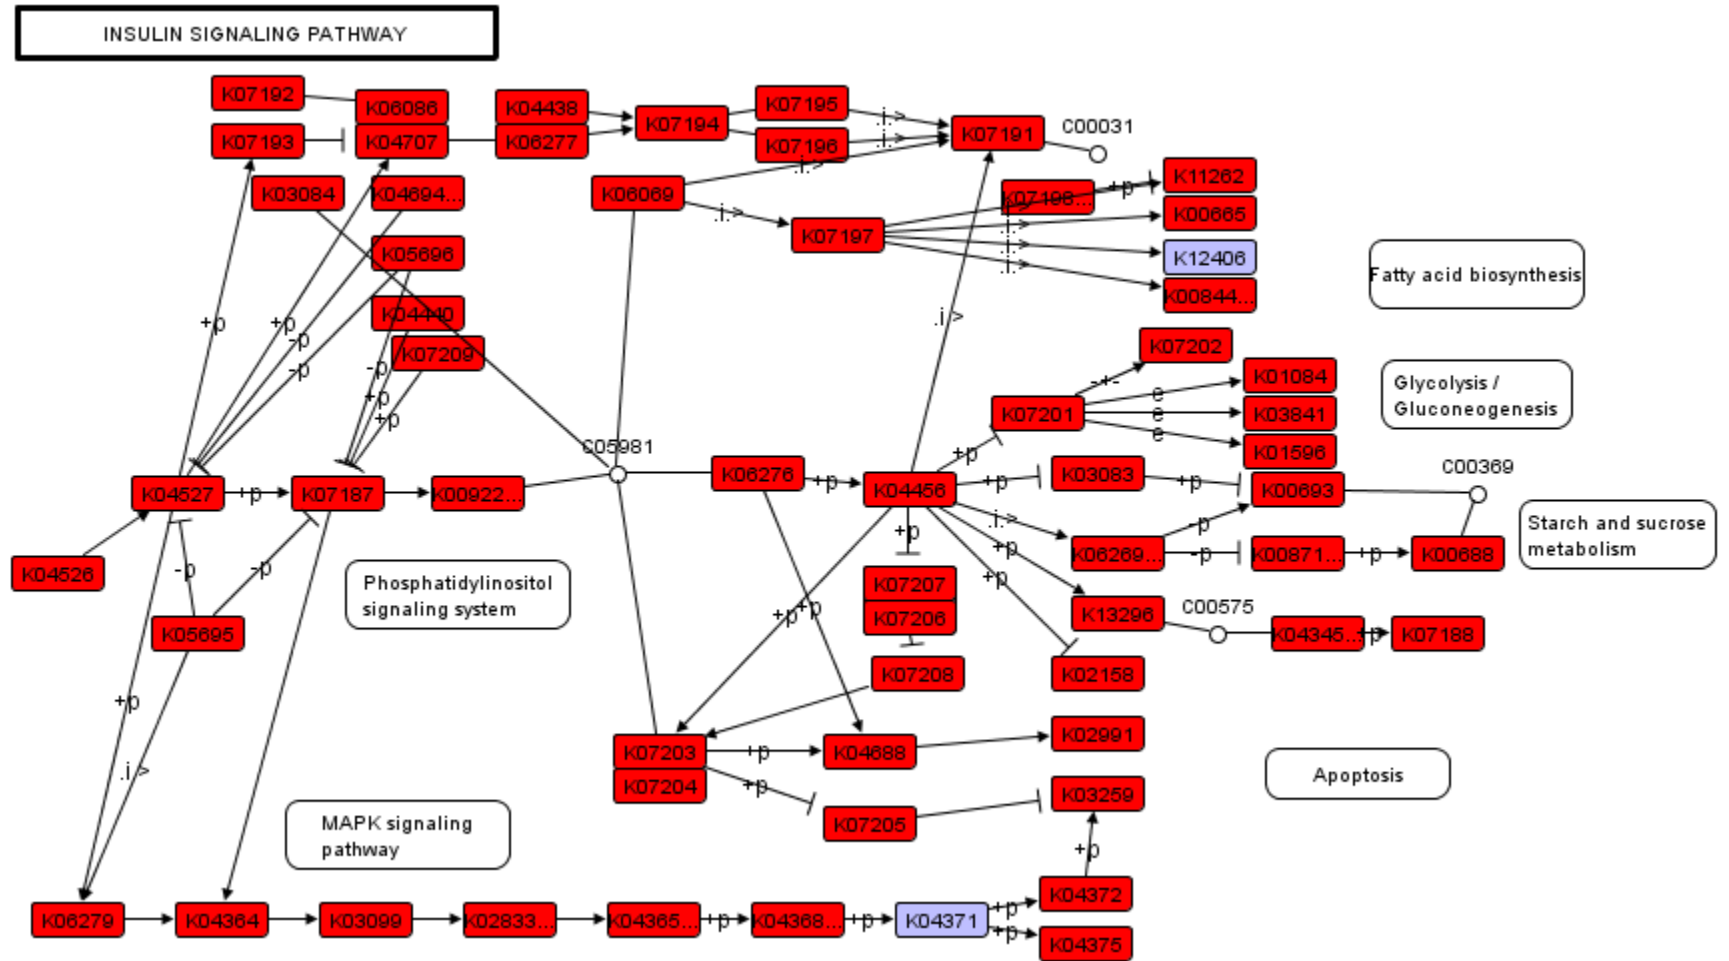 INSULIN SIGNALING PATHWAY
K07192
K06086
K04438
K07195
K07193
K04707
K06277
K07194
K07196
.i.>
.i.>
.i.>
K07191
C00031
K03084
K04694...
K06069
.i.>
K07198...
+p
K11262
K07197
.i.>
.i.>
.i.>
.i.>
K00665
K12406
K00844...
K05696
K04440
K07209
+p
+p
-p
-p
-p
+p
+p
.i.>
Fatty acid biosynthesis
K07202
-+-
K01084
K07201
e
e
e
K03841
K01596
Glycolysis /
Gluconeogenesis
C05981
K04527
+p
K07187
K00922...
K06276
+p
K04456
+p
+p
K03083
+p
K00693
C00369
K04526
-p
-p
+p
.i.>
+p
+p
K06269...
-p
-p
K00871...
+p
K00688
Starch and sucrose
metabolism
Phosphatidylinositol
signaling system
K05695
K07207
K07206
K07208
+p
+p
K13296
C00575
K04345...
+p
K07188
K02158
+p
.i.>
K07203
K07204
+p
+p
K04688
K07205
K02991
K03259
Apoptosis
MAPK signaling
pathway
+p
K06279
K04364
K03099
K02833...
K04365...
+p
K04368...
+p
K04371
+p
+p
K04372
K04375